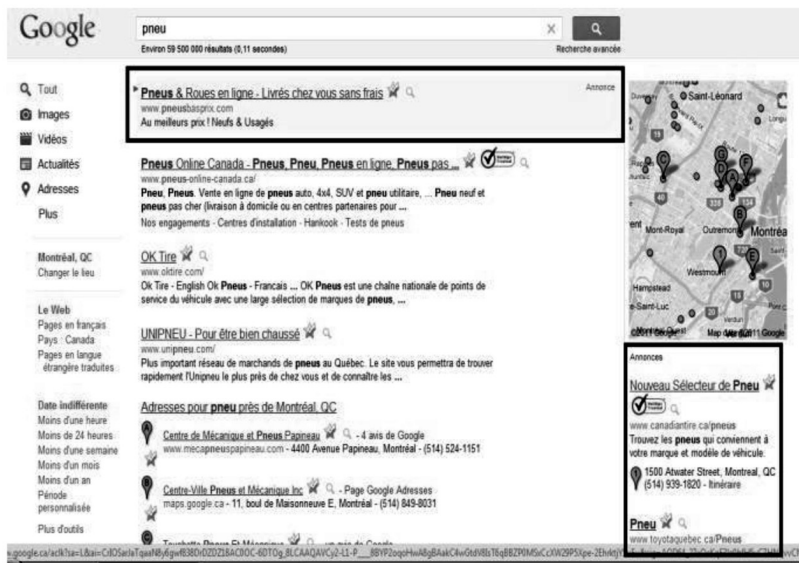 Google
pneu
Environ 59 500 000 résultats (0,11 secondes)
Recherche avancée
Tout
Images
Vidéos
Actualités
Adresses
Plus
Montréal, QC
Changer le lieu
Le Web
Pages en français
Pays : Canada
Pages en langue
étrangère traduites
Date indifférente
Moins d'une heure
Moins de 24 heures
Moins d'une semaine
Moins d'un mois
Moins d'un an
Période
personnalisée
Plus d'outils
Pneus & Roues en ligne - Livrés chez vous sans frais
Annonce
www.pneusbasprix.com
Au meilleurs prix ! Neufs & Usagés
Pneus Online Canada - Pneus, Pneu, Pneus en ligne, Pneus pas ...
www.pneus-online-canada.ca/
Pneu, Pneus. Vente en ligne de pneus auto, 4x4, SUV et pneu utilitaire, ... Pneu neuf et
pneus pas cher (livraison à domicile ou en centres partenaires pour ...
Nos engagements - Centres d'installation - Hankook - Tests de pneus
OK Tire
www.oktire.com/
Ok Tire - English Ok Pneus - Francais ... OK Pneus est une chaîne nationale de points de
service du véhicule avec une large sélection de marques de pneus, ...
UNIPNEU - Pour être bien chaussé
www.unipneu.com/
Plus important réseau de marchands de pneus au Québec. Le site vous permettra de trouver
rapidement l'Unipneu le plus près de chez vous et de connaître les ...
Adresses pour pneu près de Montréal, QC
A
Centre de Mécanique et Pneus Papineau - 4 avis de Google
www.mecapneuspapineau.com - 4400 Avenue Papineau, Montréal - (514) 524-1151
B
Centre-Ville Pneus et Mécanique Inc - Page Google Adresses
maps.google.ca - 11, boul de Maisonneuve E, Montréal - (514) 849-8031
C
Saint-Léonard
Mont-Royal
Outremont
Montréa
Westmount
Hampstead
Verdun
C
G
D
F
B
1
E
©2011 Google
Annonces
Nouveau Sélecteur de Pneu
www.canadiantire.ca/pneus
Trouvez les pneus qui conviennent à
votre marque et modèle de véhicule.
1500 Atwater Street, Montreal, QC
(514) 939-1820 - Itinéraire
Pneu
www.toyotaquebec.ca/Pneus